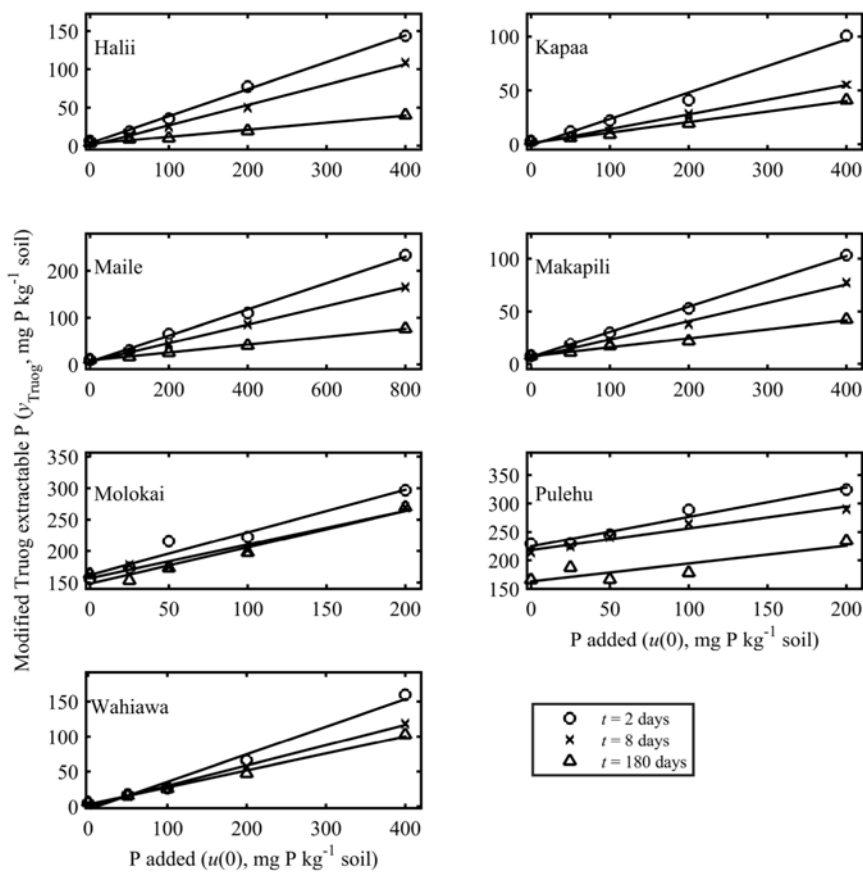 Modified Truog extractable P (yTruog, mg P kg-1 soil)
Halii
150
100
50
0
0 100 200 300 400
Kapaa
100
50
0
0 100 200 300 400
Maile
200
100
0
0 200 400 600 800
Makapili
100
50
0
0 100 200 300 400
Molokai
350
300
250
200
150
0 50 100 200
Pulehu
350
300
250
200
150
0 50 100 200
P added (u(0), mg P kg-1 soil)
Wahiawa
150
100
50
0
0 100 200 300 400
P added (u(0), mg P kg-1 soil)
t = 2 days
t = 8 days
t = 180 days